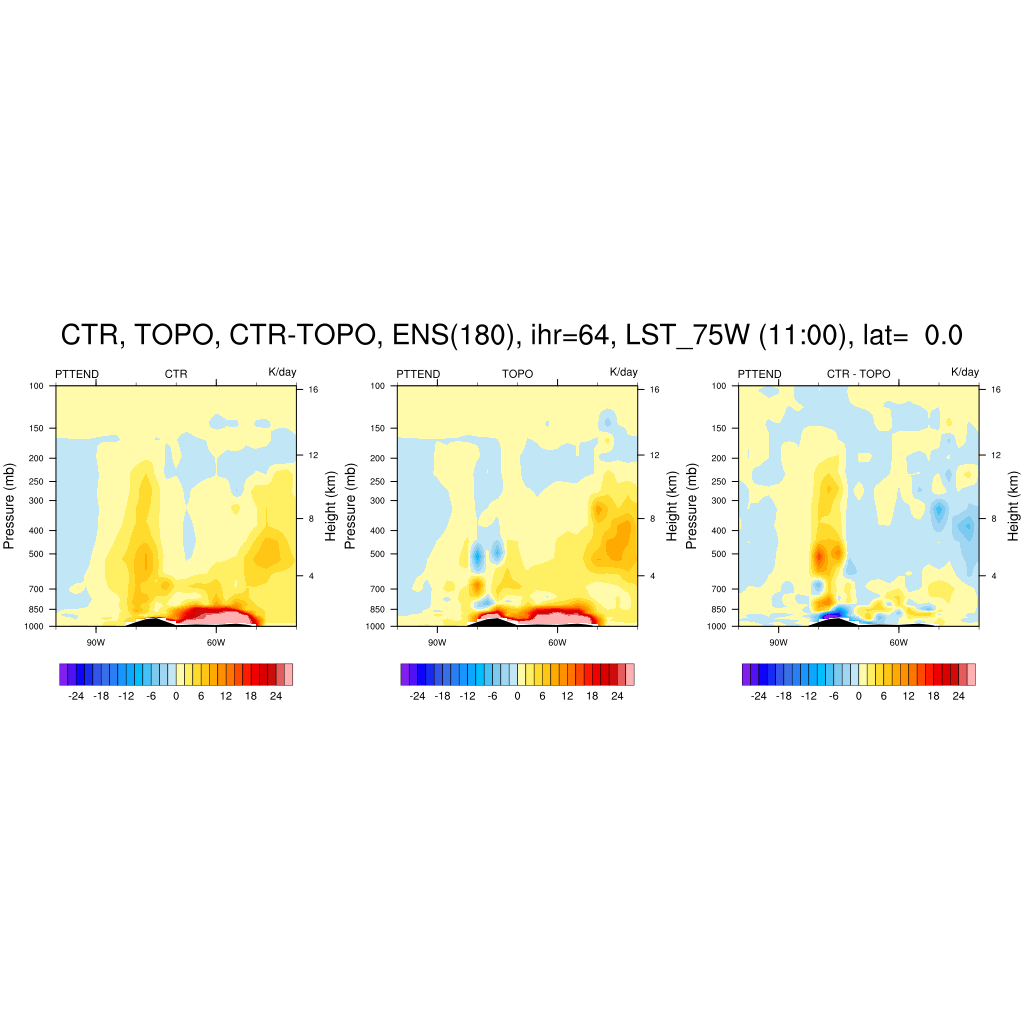 CTR, TOPO, CTR-TOPO, ENS(180), ihr=64, LST_75W (11:00), lat=  0.0
PTTEND CTR K/day
100
150
200
250
300
400
500
700
850
1000
Pressure (mb)
16
12
8
4
Height (km)
90W 60W
-24 -18 -12 -6 0 6 12 18 24
PTTEND TOPO K/day
100
150
200
250
300
400
500
700
850
1000
Pressure (mb)
16
12
8
4
Height (km)
90W 60W
-24 -18 -12 -6 0 6 12 18 24
PTTEND CTR - TOPO K/day
100
150
200
250
300
400
500
700
850
1000
Pressure (mb)
16
12
8
4
Height (km)
90W 60W
-24 -18 -12 -6 0 6 12 18 24